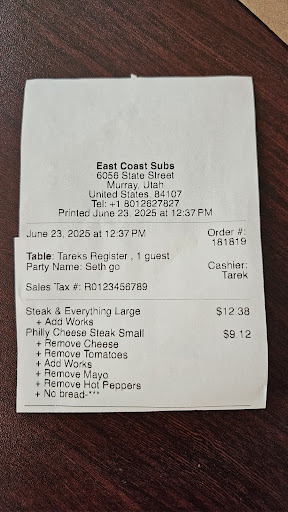 East Coast Subs
6056 State Street
Murray, Utah
United States, 84107
Tel: +1 8012627827
Printed June 23, 2025 at 12:37 PM
June 23, 2025 at 12:37 PM Order #:
181819
Table: Tareks Register , 1 guest
Party Name: Seth go Cashier:
Tarek
Sales Tax #: R0123456789
Steak & Everything Large $12.38
+ Add Works
Philly Cheese Steak Small $9.12
+ Remove Cheese
+ Remove Tomatoes
+ Add Works
+ Remove Mayo
+ Remove Hot Peppers
+ No bread-***